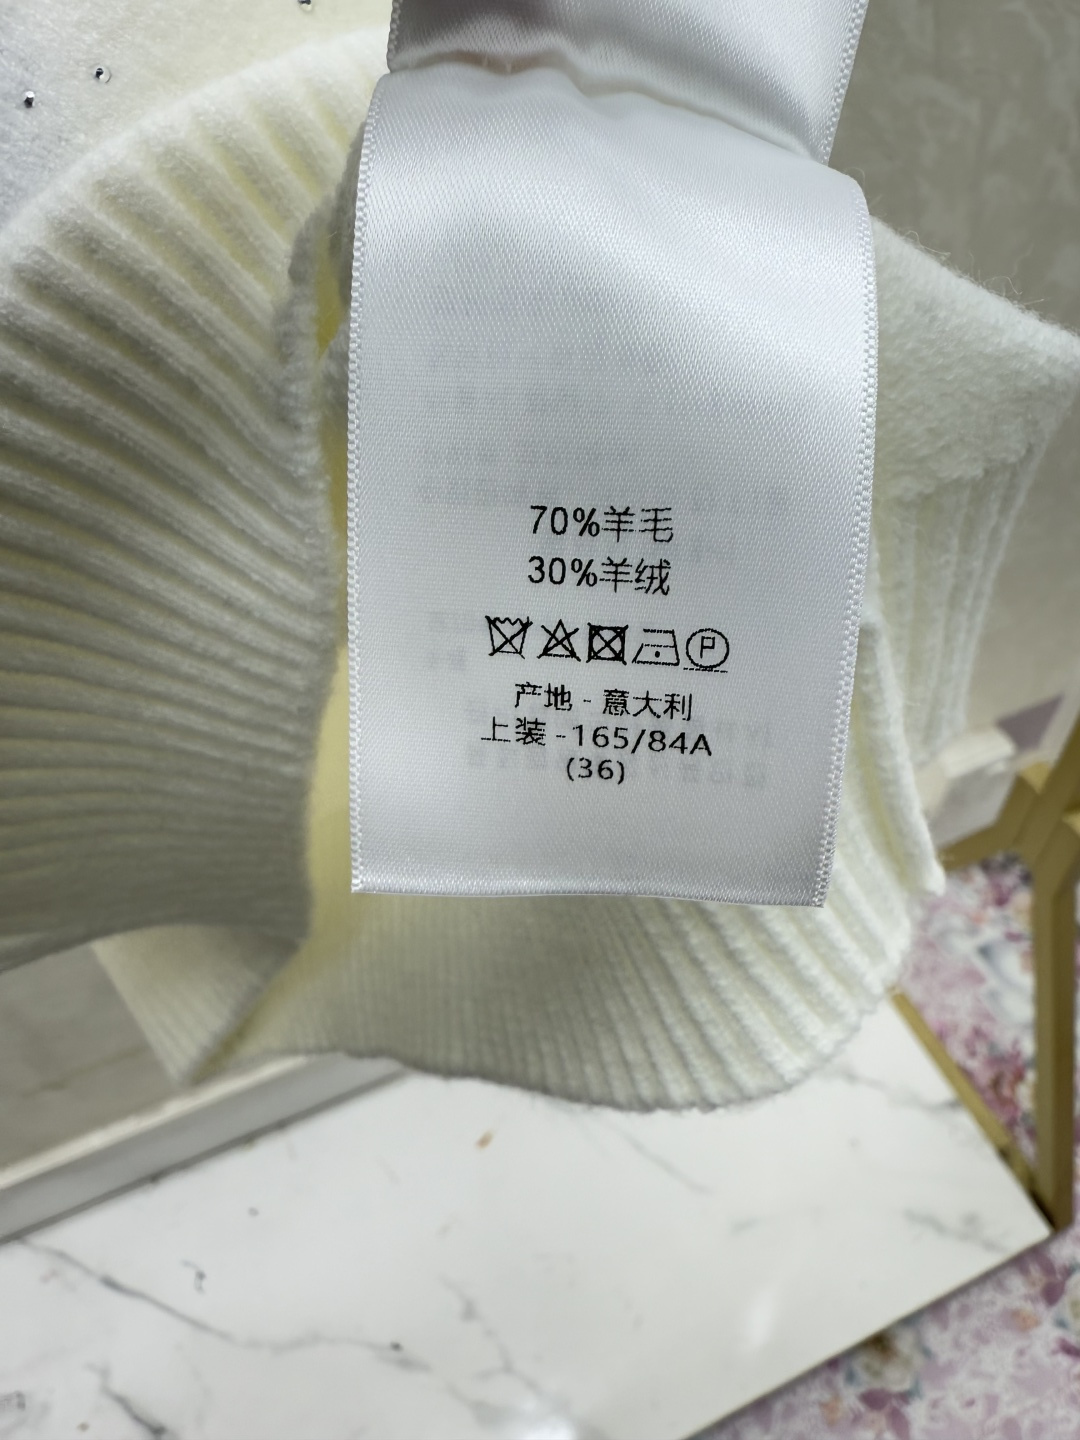 70%羊毛
30%羊绒
P
产地 - 意大利
上装 -165/84A
(36)